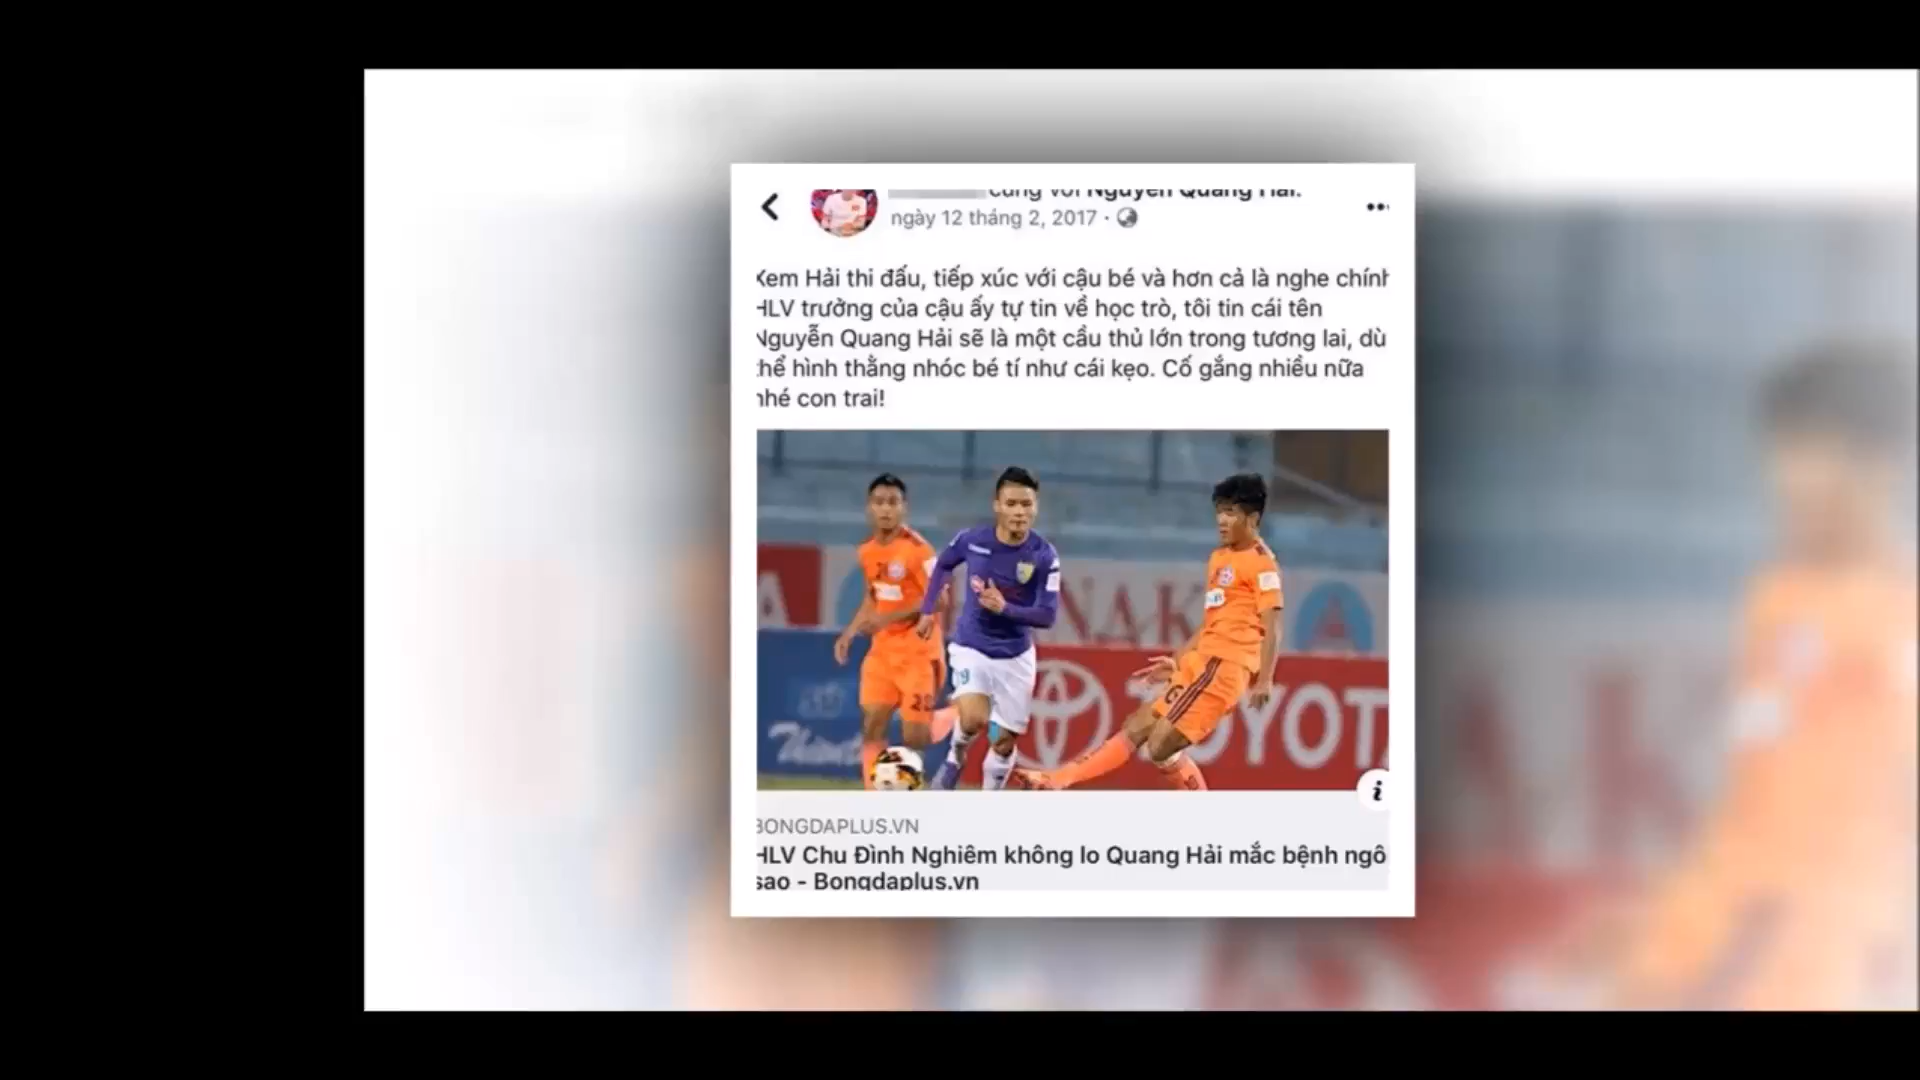 cùng với Nguyễn Quang Hải.
ngày 12 tháng 2, 2017
Xem Hải thi đấu, tiếp xúc với cậu bé và hơn cả là nghe chính
HLV trưởng của cậu ấy tự tin về học trò, tôi tin cái tên
Nguyễn Quang Hải sẽ là một cầu thủ lớn trong tương lai, dù
thể hình thằng nhóc bé tí như cái kẹo. Cố gắng nhiều nữa
nhé con trai!
NAK
TOYOTA
19
28
BONGDAPLUS.VN
HLV Chu Đình Nghiêm không lo Quang Hải mắc bệnh ngôi
sao - Bongdaplus.vn